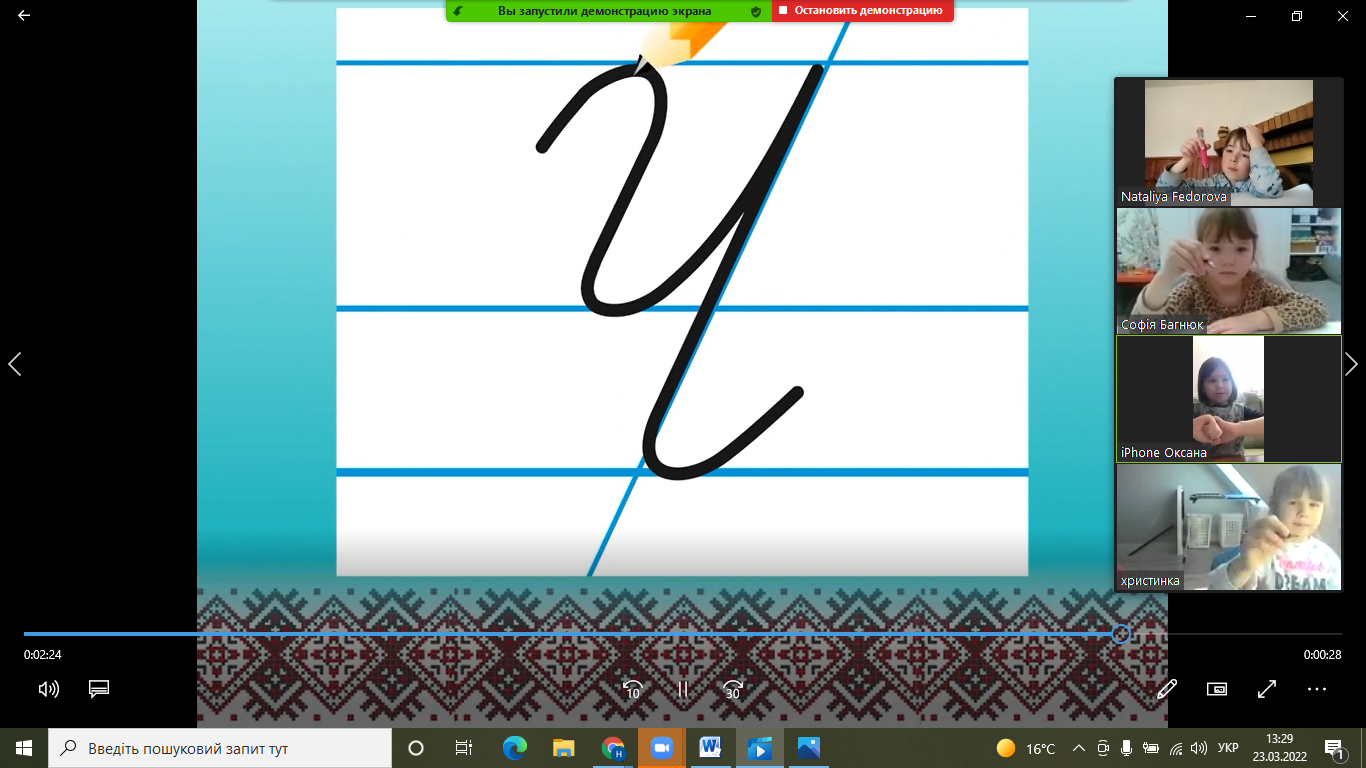 Вы запустили демонстрацию экрана
Остановить демонстрацию
У
Nataliya Fedorova
Софія Багнюк
iPhone Оксана
христинка
DREAM
0:02:24
0:00:28
10
30
Введіть пошуковий запит тут
H
W
16°C
УКР
13:29
23.03.2022
1